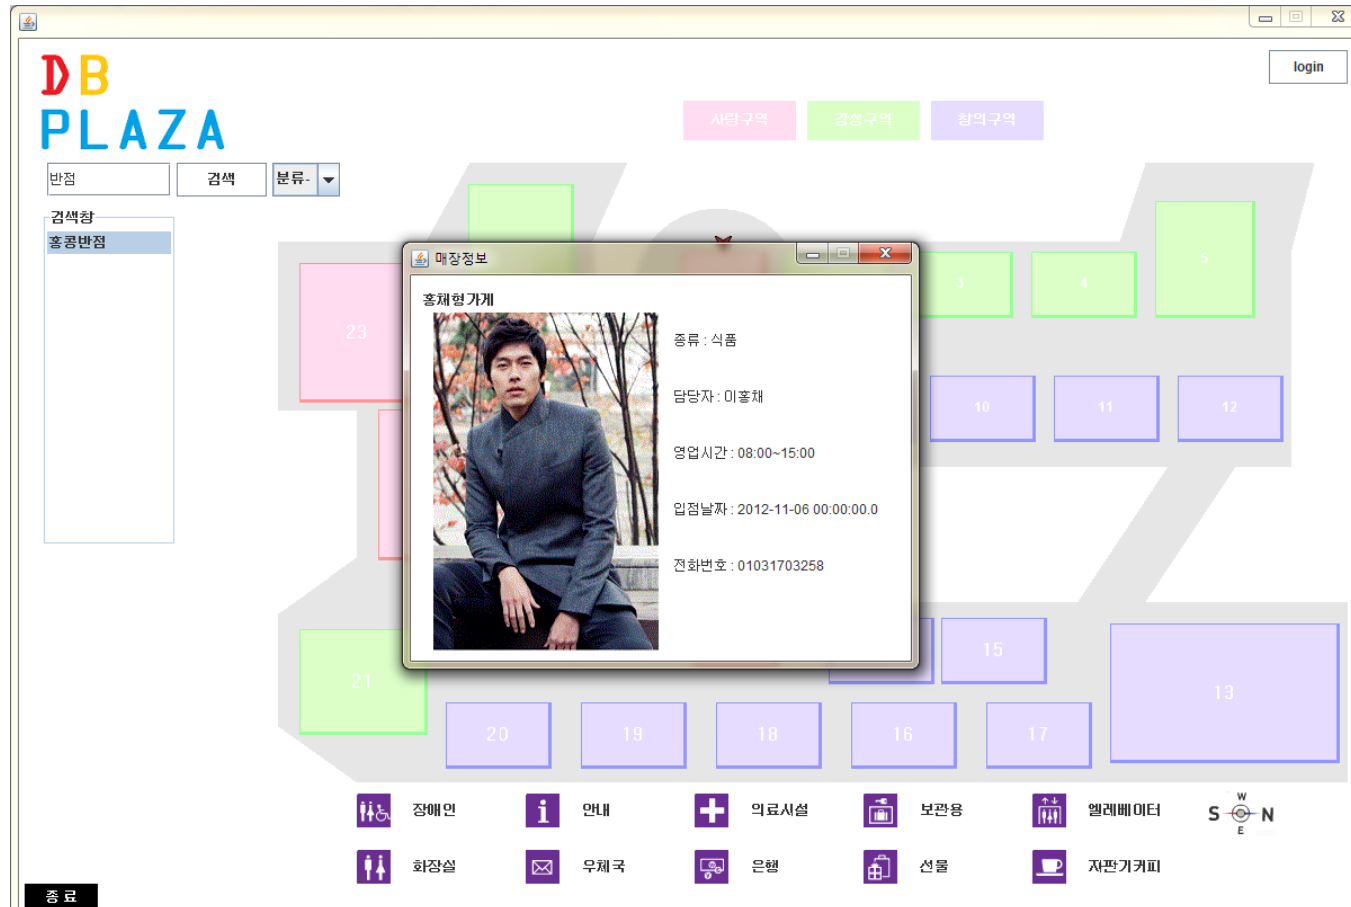 DB
PLAZA
login
사랑구역 감성구역 창의구역
반점 검색 분류-
검색창
홍콩반점
매장정보
홍채형가게
종류 : 식품
담당자 : 이홍채
영업시간 : 08:00~15:00
입점날짜 : 2012-11-06 00:00:00.0
전화번호 : 01031703258
23
3
4
5
10
11
12
15
13
21
20
19
18
16
17
장애인 안내 의료시설 보관용 엘레베이터
화장실 우체국 은행 선물 자판기커피
W
S N
E
종 료